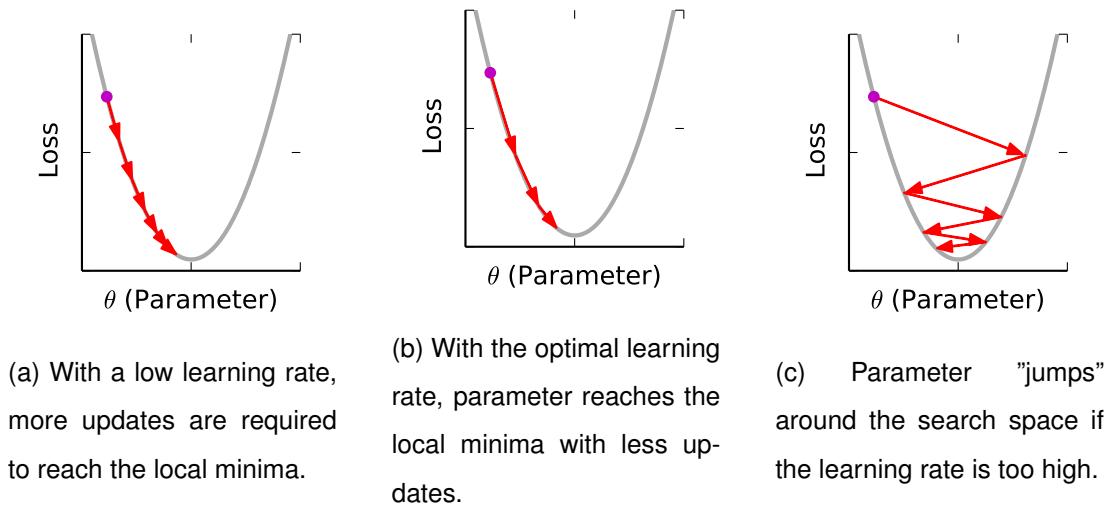 Loss
θ (Parameter)
(a) With a low learning rate,
more updates are required
to reach the local minima.
Loss
θ (Parameter)
(b) With the optimal learning
rate, parameter reaches the
local minima with less up-
dates.
Loss
θ (Parameter)
(c) Parameter ”jumps”
around the search space if
the learning rate is too high.